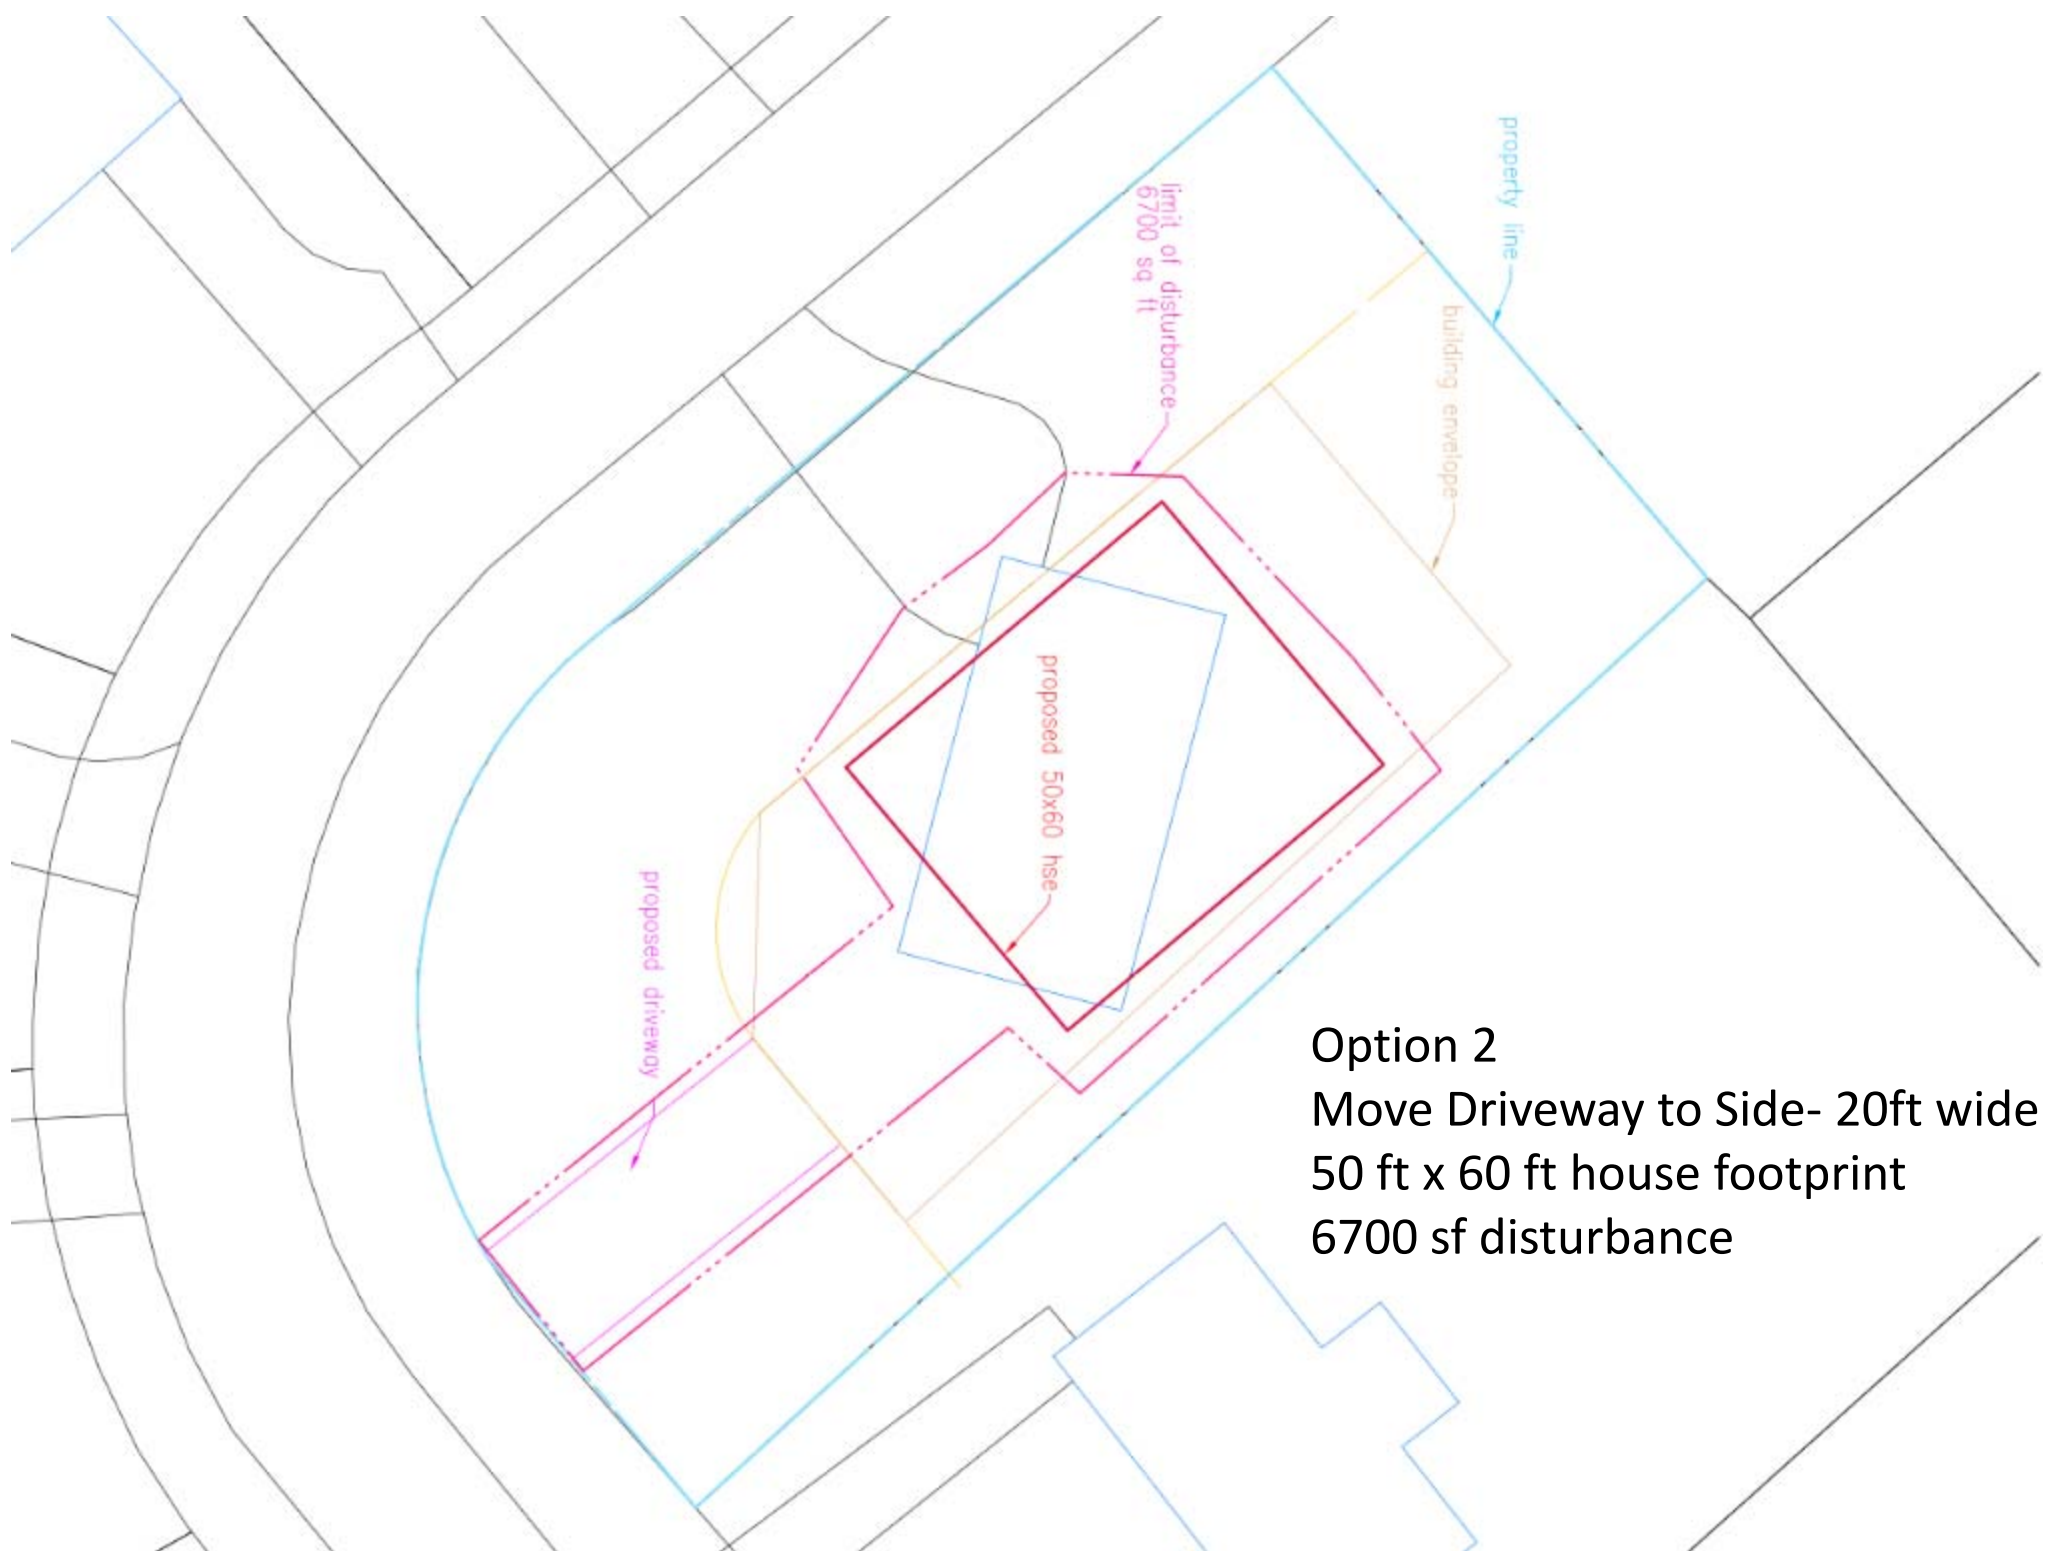 property line
limit of disturbance
6700 sq ft
building envelope
proposed 50x60 hse
proposed driveway
Option 2
Move Driveway to Side- 20ft wide
50 ft x 60 ft house footprint
6700 sf disturbance